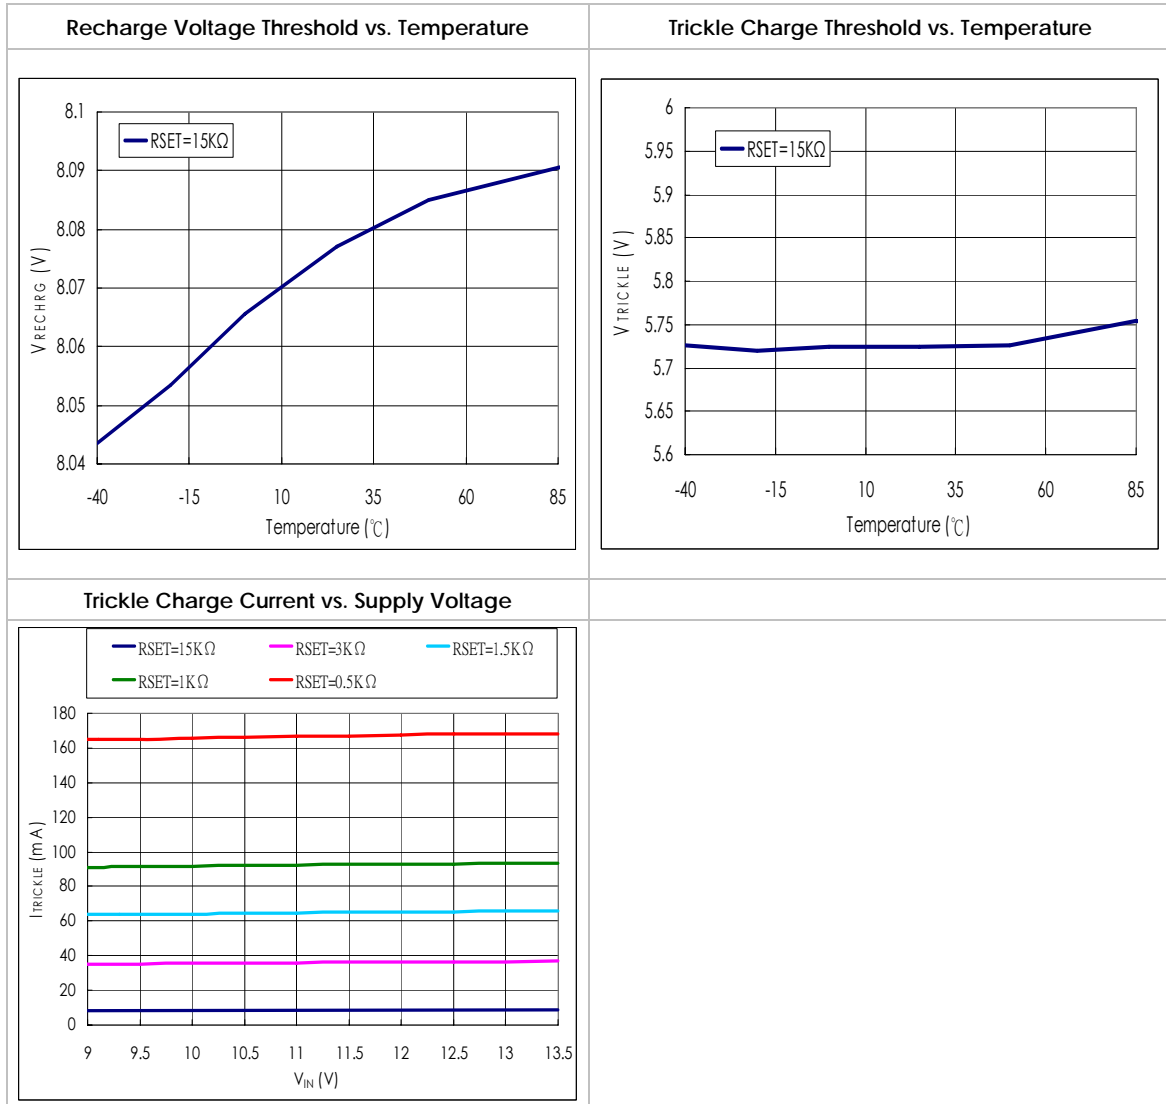 Recharge Voltage Threshold vs. Temperature
Trickle Charge Threshold vs. Temperature
8.1
8.09
8.08
8.07
8.06
8.05
8.04
VRECHRG (V)
RSET=15KΩ
-40 -15 10 35 60 85
Temperature (℃)
6
5.95
5.9
5.85
5.8
5.75
5.7
5.65
5.6
VTRICKLE (V)
RSET=15KΩ
-40 -15 10 35 60 85
Temperature (℃)
Trickle Charge Current vs. Supply Voltage
RSET=15KΩ RSET=3KΩ RSET=1.5KΩ
RSET=1KΩ RSET=0.5KΩ
180
160
140
120
100
80
60
40
20
0
ITRICKLE (mA)
9 9.5 10 10.5 11 11.5 12 12.5 13 13.5
VIN (V)